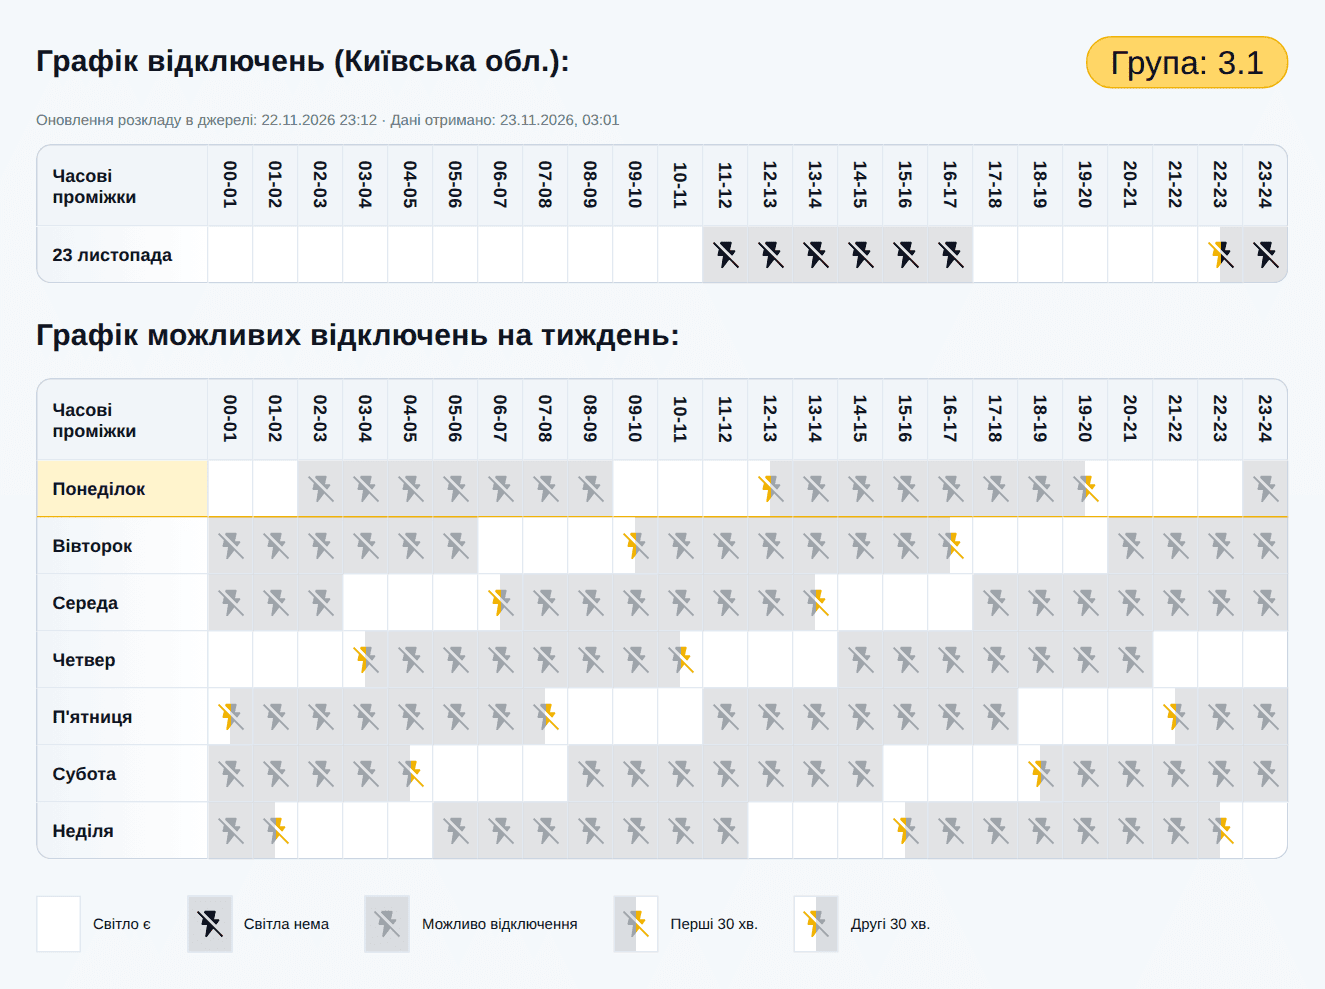 Графік відключень (Київська обл.):
Група: 3.1
Оновлення розкладу в джерелі: 22.11.2026 23:12 · Дані отримано: 23.11.2026, 03:01
Часові
проміжки
00-01
01-02
02-03
03-04
04-05
05-06
06-07
07-08
08-09
09-10
10-11
11-12
12-13
13-14
14-15
15-16
16-17
17-18
18-19
19-20
20-21
21-22
22-23
23-24
23 листопада
Графік можливих відключень на тиждень:
Часові
проміжки
00-01
01-02
02-03
03-04
04-05
05-06
06-07
07-08
08-09
09-10
10-11
11-12
12-13
13-14
14-15
15-16
16-17
17-18
18-19
19-20
20-21
21-22
22-23
23-24
Понеділок
Вівторок
Середа
Четвер
П'ятниця
Субота
Неділя
Світло є
Світла нема
Можливо відключення
Перші 30 хв.
Другі 30 хв.